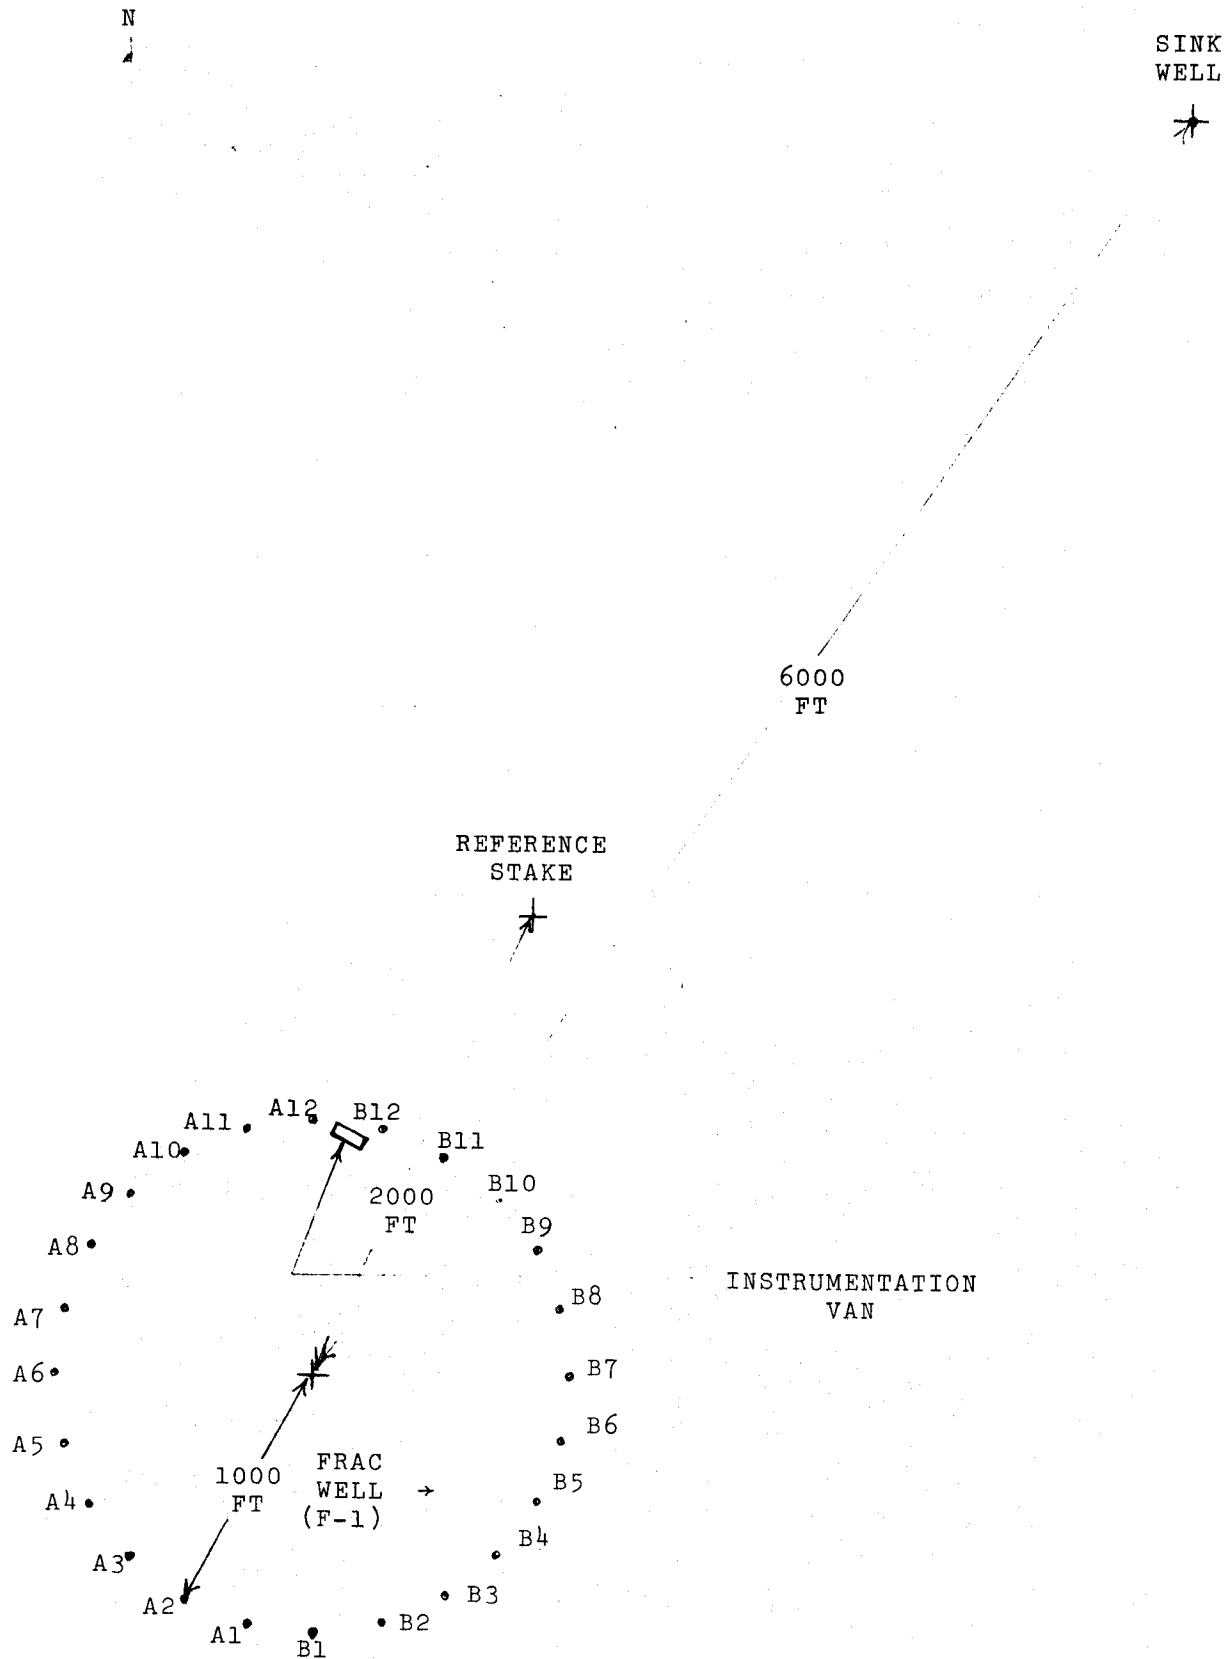 N
SINK
WELL
6000
FT
REFERENCE
STAKE
A12
B12
A11
A10
B11
A9
2000
FT
B10
B9
A8
INSTRUMENTATION
VAN
B8
A7
A6
B7
B6
A5
FRAC
WELL
(F-1)
1000
FT
B5
A4
B4
A3
B3
A2
B2
A1
B1